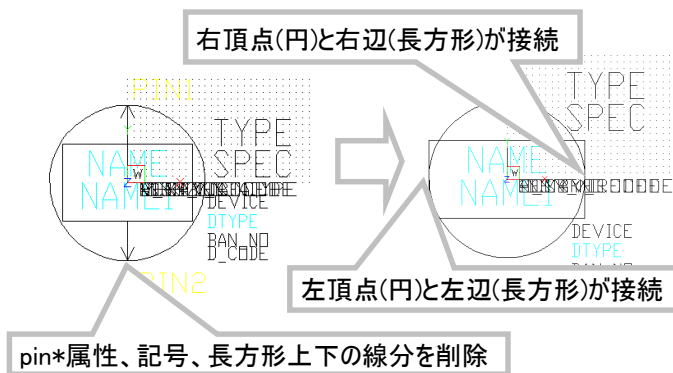 右頂点(円)と右辺(長方形)が接続
PIN1
TYPE
SPEC
NAME
NAME1
W
Z
DEVICE
DTYPE
BAN_NO
D_CODE
PIN2
TYPE
SPEC
NAME
NAME1
W
Z
DEVICE
DTYPE
左頂点(円)と左辺(長方形)が接続
pin*属性、記号、長方形上下の線分を削除